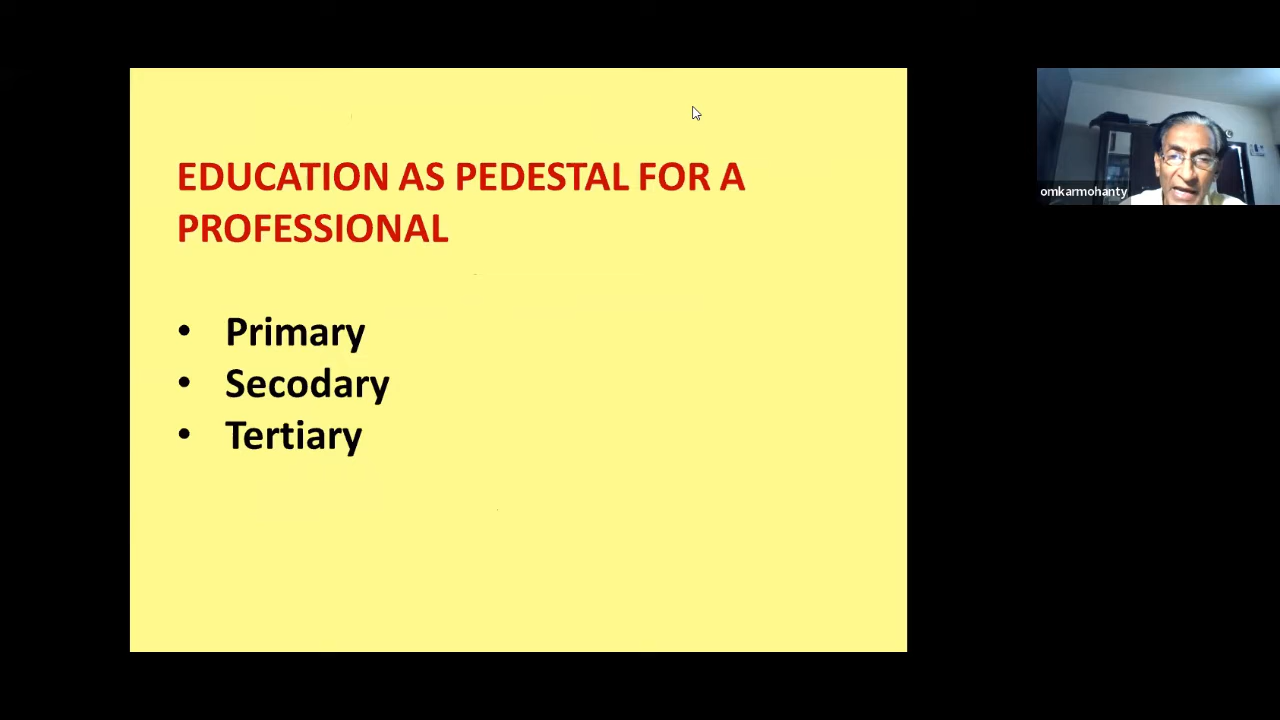 EDUCATION AS PEDESTAL FOR A
PROFESSIONAL
• Primary
• Secodary
• Tertiary
omkarmohanty